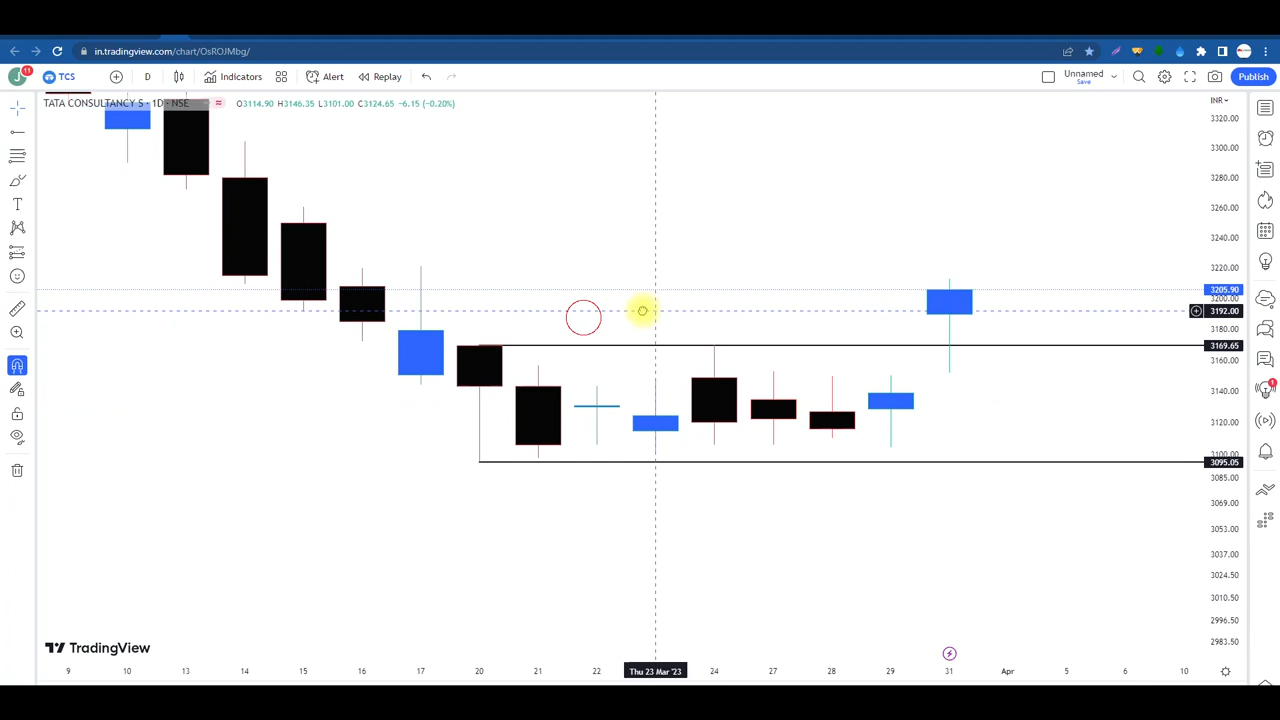 in.tradingview.com/chart/OsROJMbg/
11
TCS
D
Indicators
Alert
Replay
Unnamed
Save
Publish
TATA CONSULTANCY S · 1D · NSE
O3114.90 H3146.35 L3101.00 C3124.65 -6.15 (-0.20%)
INR
3320.00
3300.00
3280.00
3260.00
3240.00
3220.00
3205.90
3200.00
3192.00
3180.00
3169.65
3160.00
3140.00
3120.00
3100.00
3095.05
3085.00
3069.00
3053.00
3037.00
3024.50
3010.50
2996.50
2983.50
1
TradingView
9 10 13 14 15 16 17 20 21 22 Thu 23 Mar '23 24 27 28 29 31 Apr 5 6 10